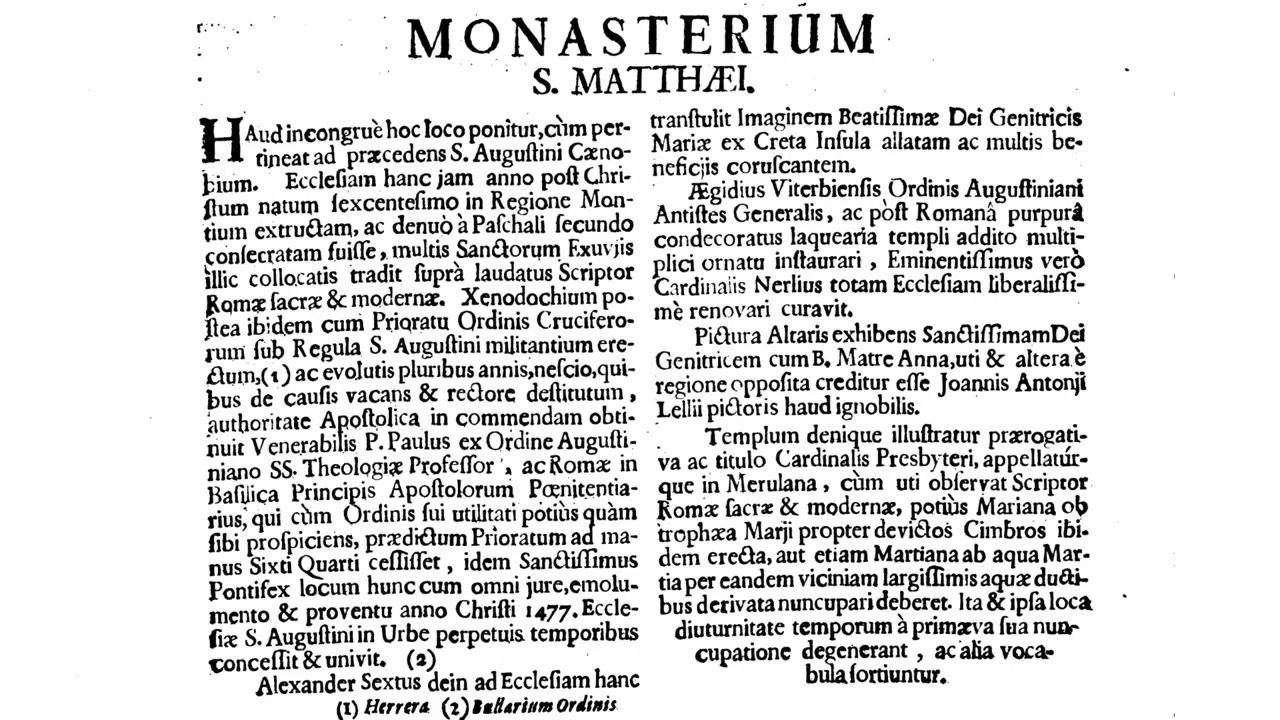 MONASTERIUM
S. MATTHÆI.
HAud incongruè hoc loco ponitur, cùm per-
tineat ad præcedens S. Auguſtini Cæno-
bium. Eccleſiam hanc jam anno poſt Chri-
ſtum natum ſexcenteſimo in Regione Mon-
tium extructam, ac denuò à Paſchali ſecundo
conſecratam fuiſſe, multis Sanctorum Exuvjis
illic collocatis tradit ſuprà laudatus Scriptor
Romæ ſacræ & modernæ. Xenodochium po-
ſtea ibidem cum Prioratu Ordinis Crucifero-
rum ſub Regula S. Auguſtini militantium ere-
ctum, (1) ac evolutis pluribus annis, neſcio, qui-
bus de cauſis vacans & rectore deſtitutum,
authoritate Apoſtolica in commendam obti-
nuit Venerabilis P. Paulus ex Ordine Auguſti-
niano SS. Theologiæ Profeſſor, ac Romæ in
Baſilica Principis Apoſtolorum Pœnitentia-
rius, qui cùm Ordinis ſui utilitati potiùs quàm
ſibi proſpiciens, prædictum Prioratum ad ma-
nus Sixti Quarti ceſſiſſet, idem Sanctiſſimus
Pontifex locum hunc cum omni jure, emolu-
mento & proventu anno Chriſti 1477. Eccle-
ſiæ S. Auguſtini in Urbe perpetuis temporibus
conceſſit & univit. (2)
Alexander Sextus dein ad Eccleſiam hanc
(1) Herrera (2) Bullarium Ordinis
tranſtulit Imaginem Beatiſſimæ Dei Genitricis
Mariæ ex Creta Inſula allatam ac multis be-
neficjis coruſcantem.
Ægidius Viterbienſis Ordinis Auguſtiniani
Antiſtes Generalis, ac pòſt Romanâ purpurâ
condecoratus laquearia templi addito multi-
plici ornatu inſtaurari, Eminentiſſimus verò
Cardinalis Nerlius totam Eccleſiam liberaliſſi-
mè renovari curavit.
Pictura Altaris exhibens Sanctiſſimam Dei
Genitricem cum B. Matre Anna, uti & altera è
regione oppoſita creditur eſſe Joannis Antonji
Lellii pictoris haud ignobilis.
Templum denique illuſtratur prærogati-
va ac titulo Cardinalis Presbyteri, appellatúr-
que in Merulana, cùm uti obſervat Scriptor
Romæ ſacræ & modernæ, potiùs Mariana ob
trophæa Marji propter devictos Cimbros ibi-
dem erecta, aut etiam Martiana ab aqua Mar-
tia per eandem viciniam largiſſimis aquæ ducti-
bus derivata nuncupari deberet. Ita & ipſa loca
diuturnitate temporum à primæva ſua nun-
cupatione degenerant, ac alia voca-
bula ſortiuntur.